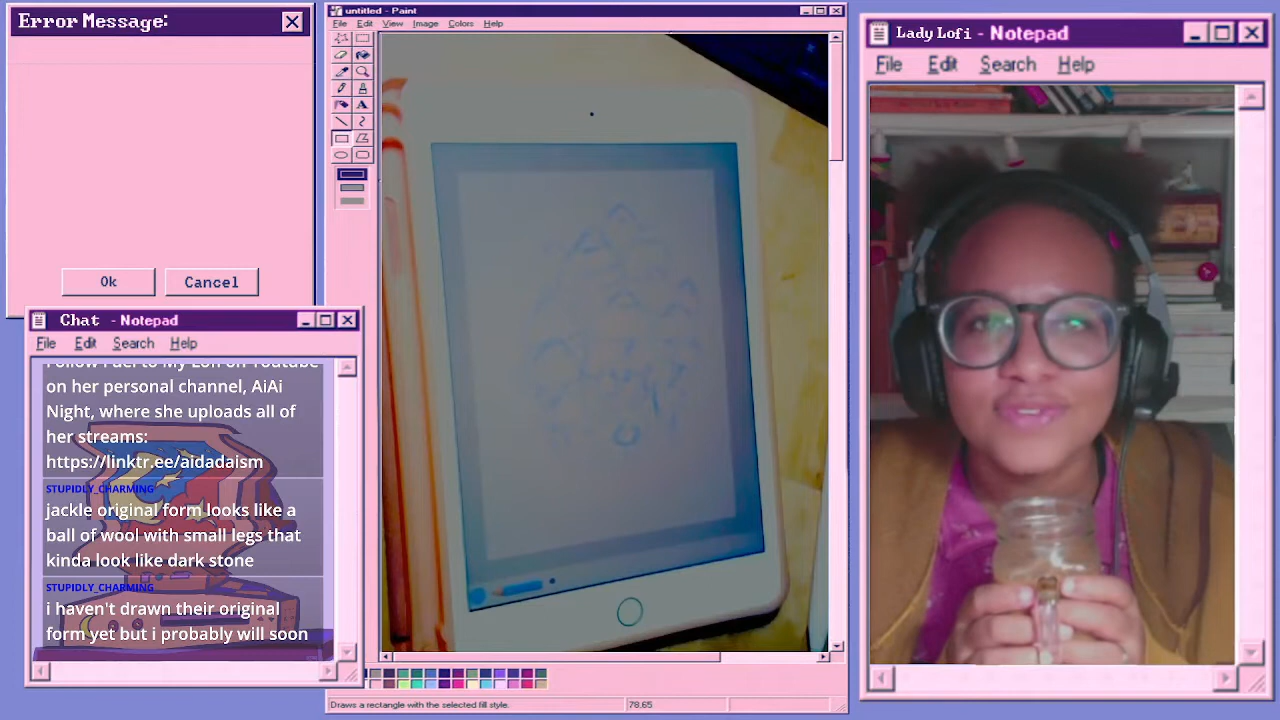 Error Message:
Ok
Cancel
untitled - Paint
File Edit View Image Colors Help
Lady Lofi - Notepad
File Edit Search Help
Chat - Notepad
File Edit Search Help
on her personal channel, AiAi
Night, where she uploads all of
her streams:
https://linktr.ee/aidadaism
STUPIDLY_CHARMING
jackle original form looks like a
ball of wool with small legs that
kinda look like dark stone
STUPIDLY_CHARMING
i haven't drawn their original
form yet but i probably will soon
Draws a rectangle with the selected fill style.
78,65